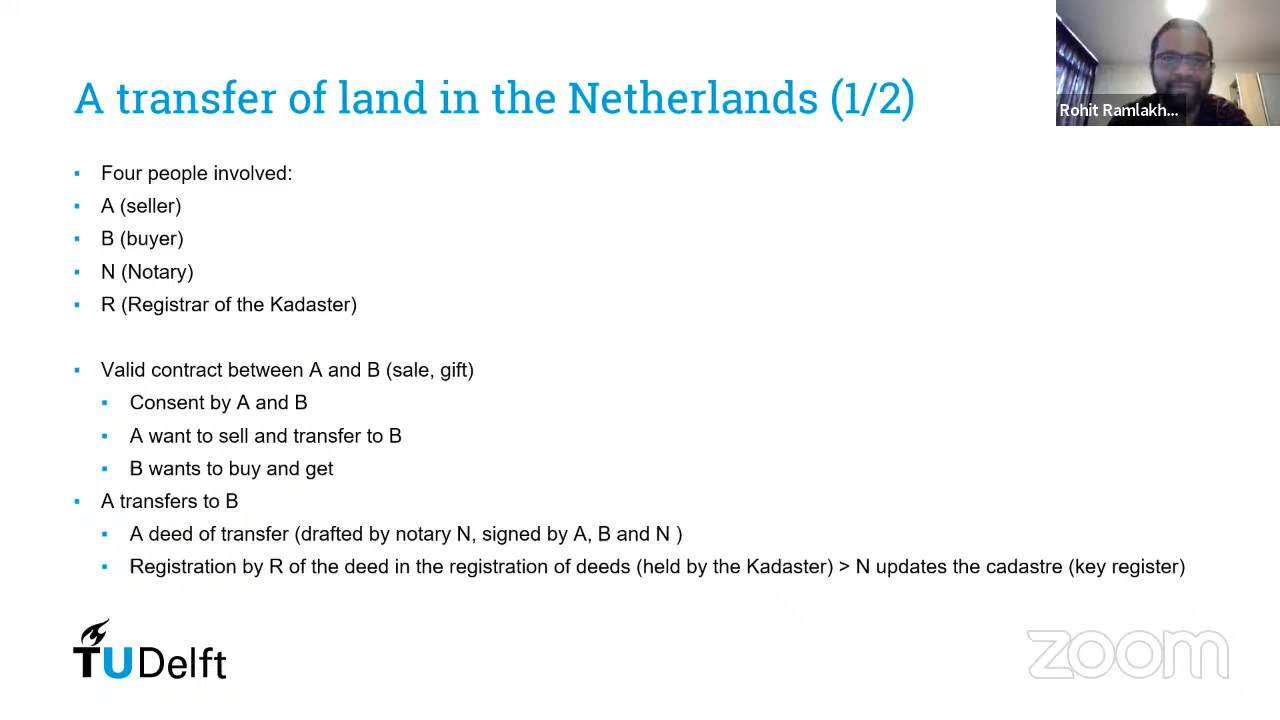 A transfer of land in the Netherlands (1/2)
Rohit Ramlakh...
Four people involved:
A (seller)
B (buyer)
N (Notary)
R (Registrar of the Kadaster)
Valid contract between A and B (sale, gift)
Consent by A and B
A want to sell and transfer to B
B wants to buy and get
A transfers to B
A deed of transfer (drafted by notary N, signed by A, B and N )
Registration by R of the deed in the registration of deeds (held by the Kadaster) > N updates the cadastre (key register)
TU Delft
zoom